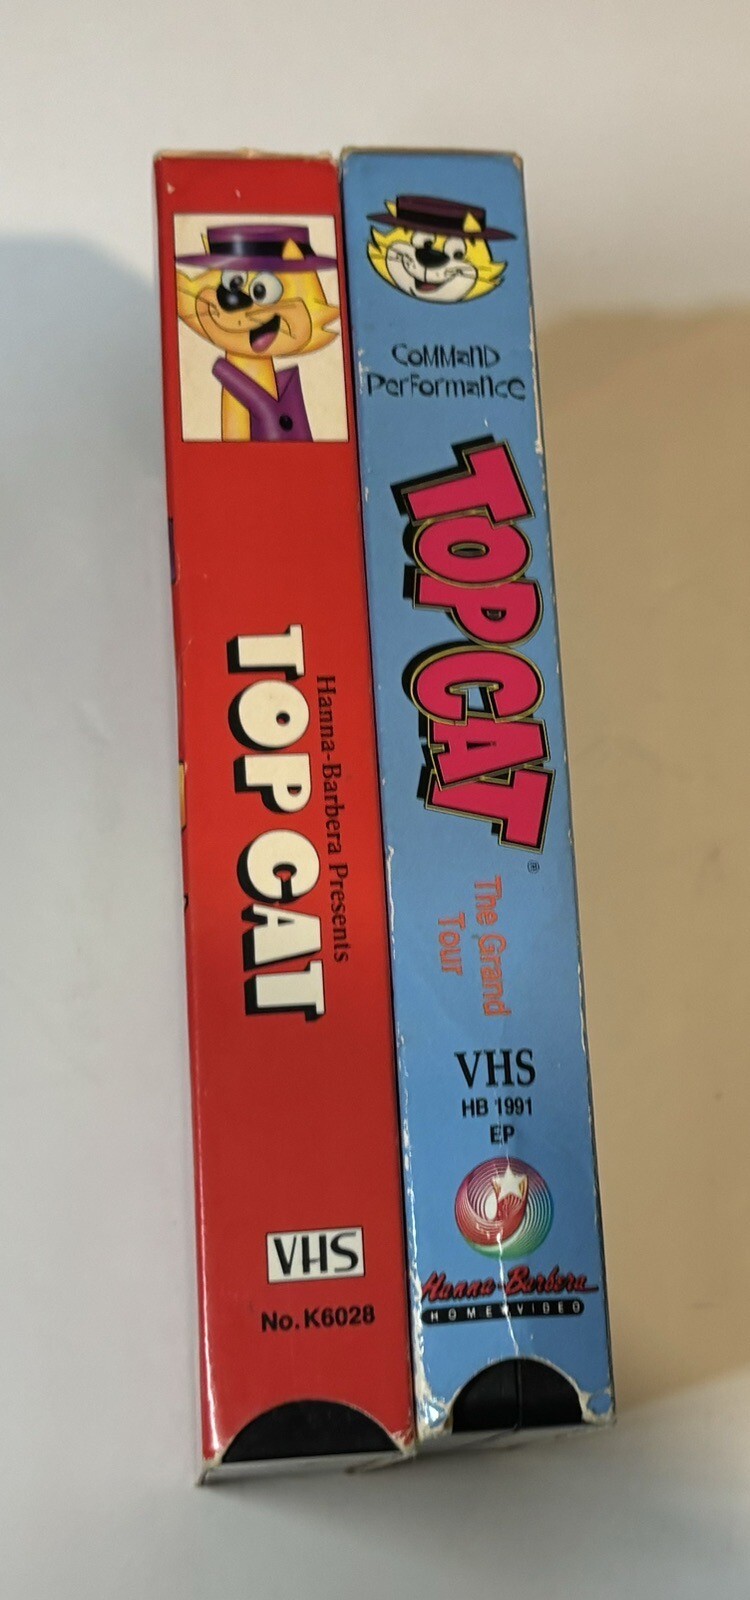 Hanna-Barbera Presents
TOP CAT
VHS
No. K6028
COMMAND
PerFormance
TOP CAT®
The Grand
Tour
VHS
HB 1991
EP
Hanna-Barbera
HOME VIDEO